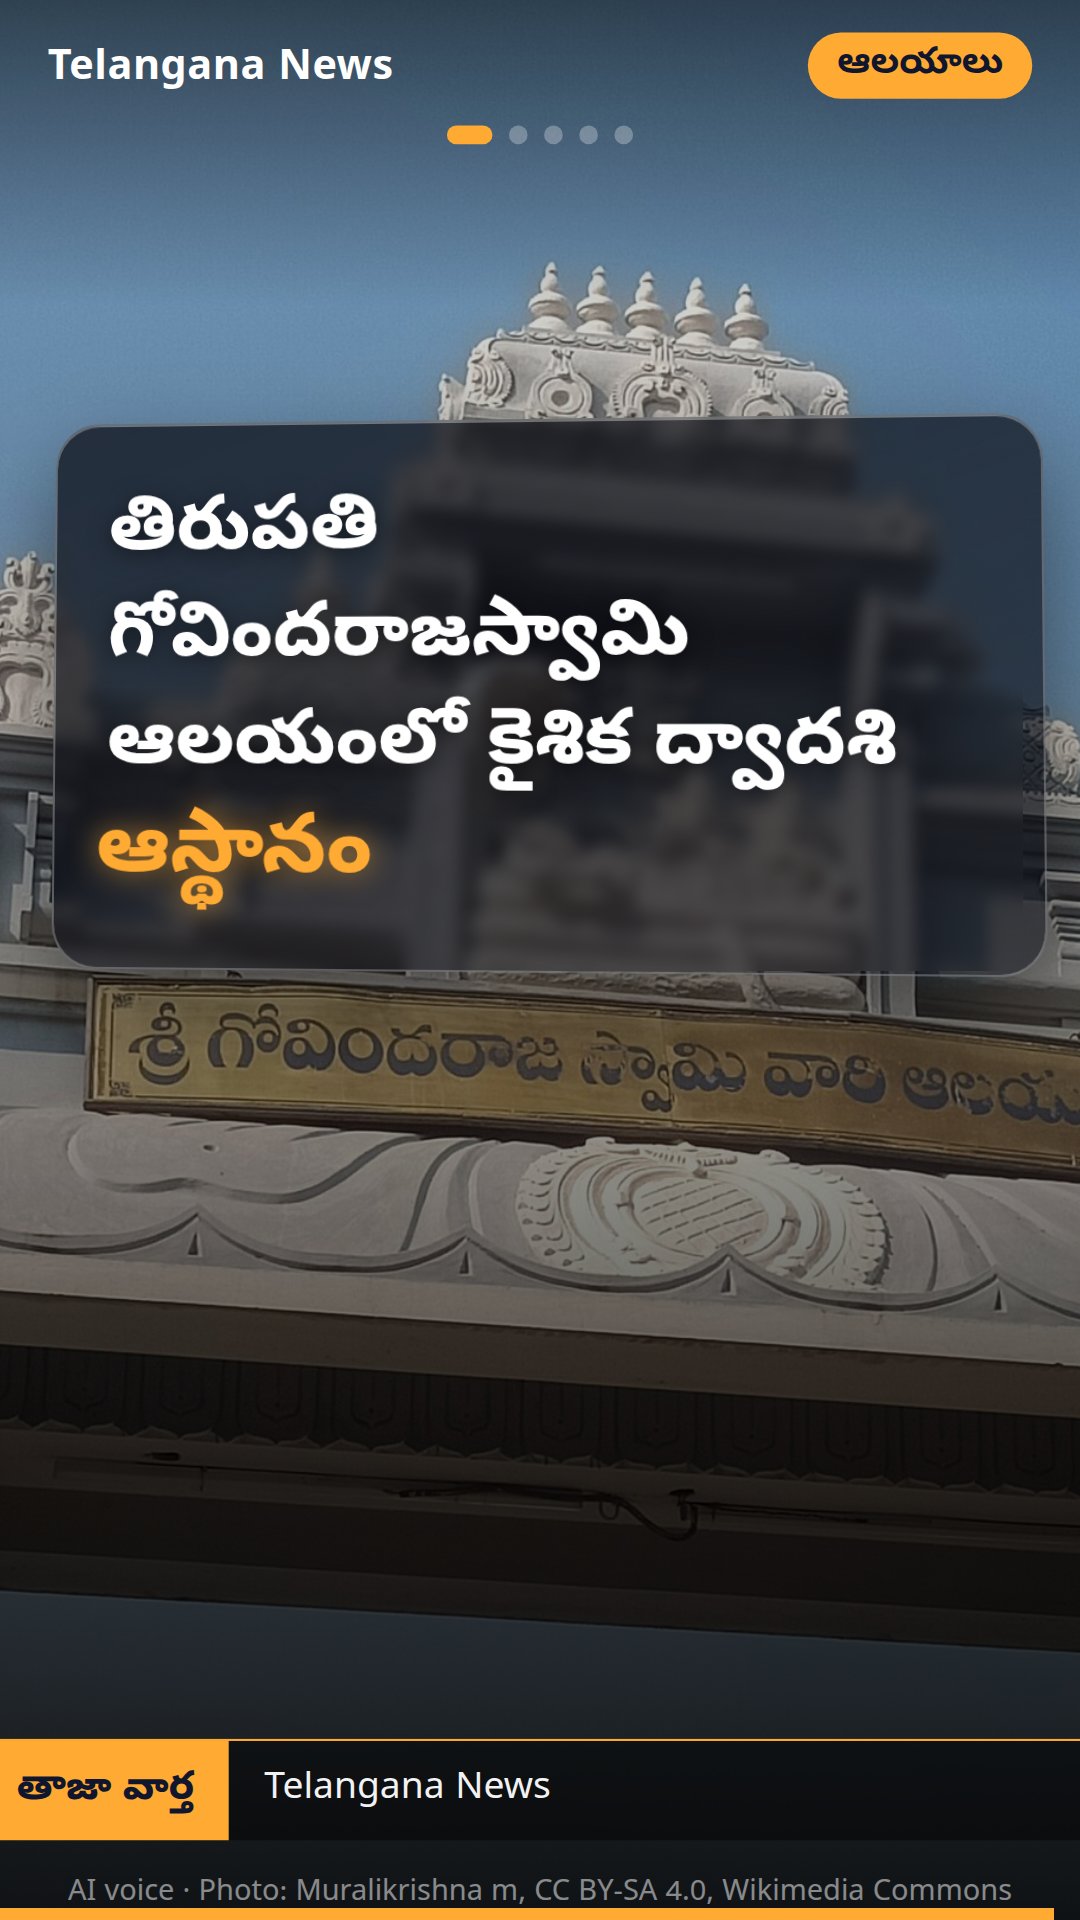 Telangana News
ఆలయాలు
తిరుపతి
గోవిందరాజస్వామి
ఆలయంలో కైశిక ద్వాదశి
ఆస్థానం
శ్రీ గోవిందరాజ స్వామి వారి
తాజా వార్త
Telangana News
AI voice · Photo: Muralikrishna m, CC BY-SA 4.0, Wikimedia Commons